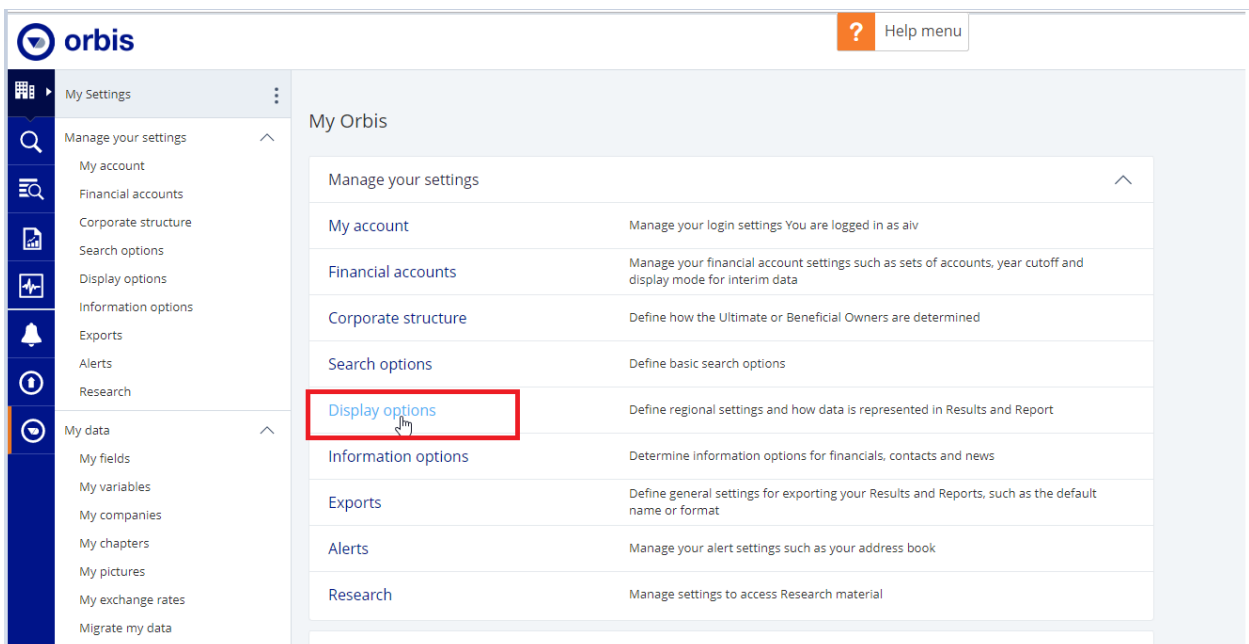 orbis
? Help menu
My Settings
Manage your settings
My account
Financial accounts
Corporate structure
Search options
Display options
Information options
Exports
Alerts
Research
My data
My fields
My variables
My companies
My chapters
My pictures
My exchange rates
Migrate my data
My Orbis
Manage your settings
My account
Manage your login settings You are logged in as aiv
Financial accounts
Manage your financial account settings such as sets of accounts, year cutoff and
display mode for interim data
Corporate structure
Define how the Ultimate or Beneficial Owners are determined
Search options
Define basic search options
Display options
Define regional settings and how data is represented in Results and Report
Information options
Determine information options for financials, contacts and news
Exports
Define general settings for exporting your Results and Reports, such as the default
name or format
Alerts
Manage your alert settings such as your address book
Research
Manage settings to access Research material